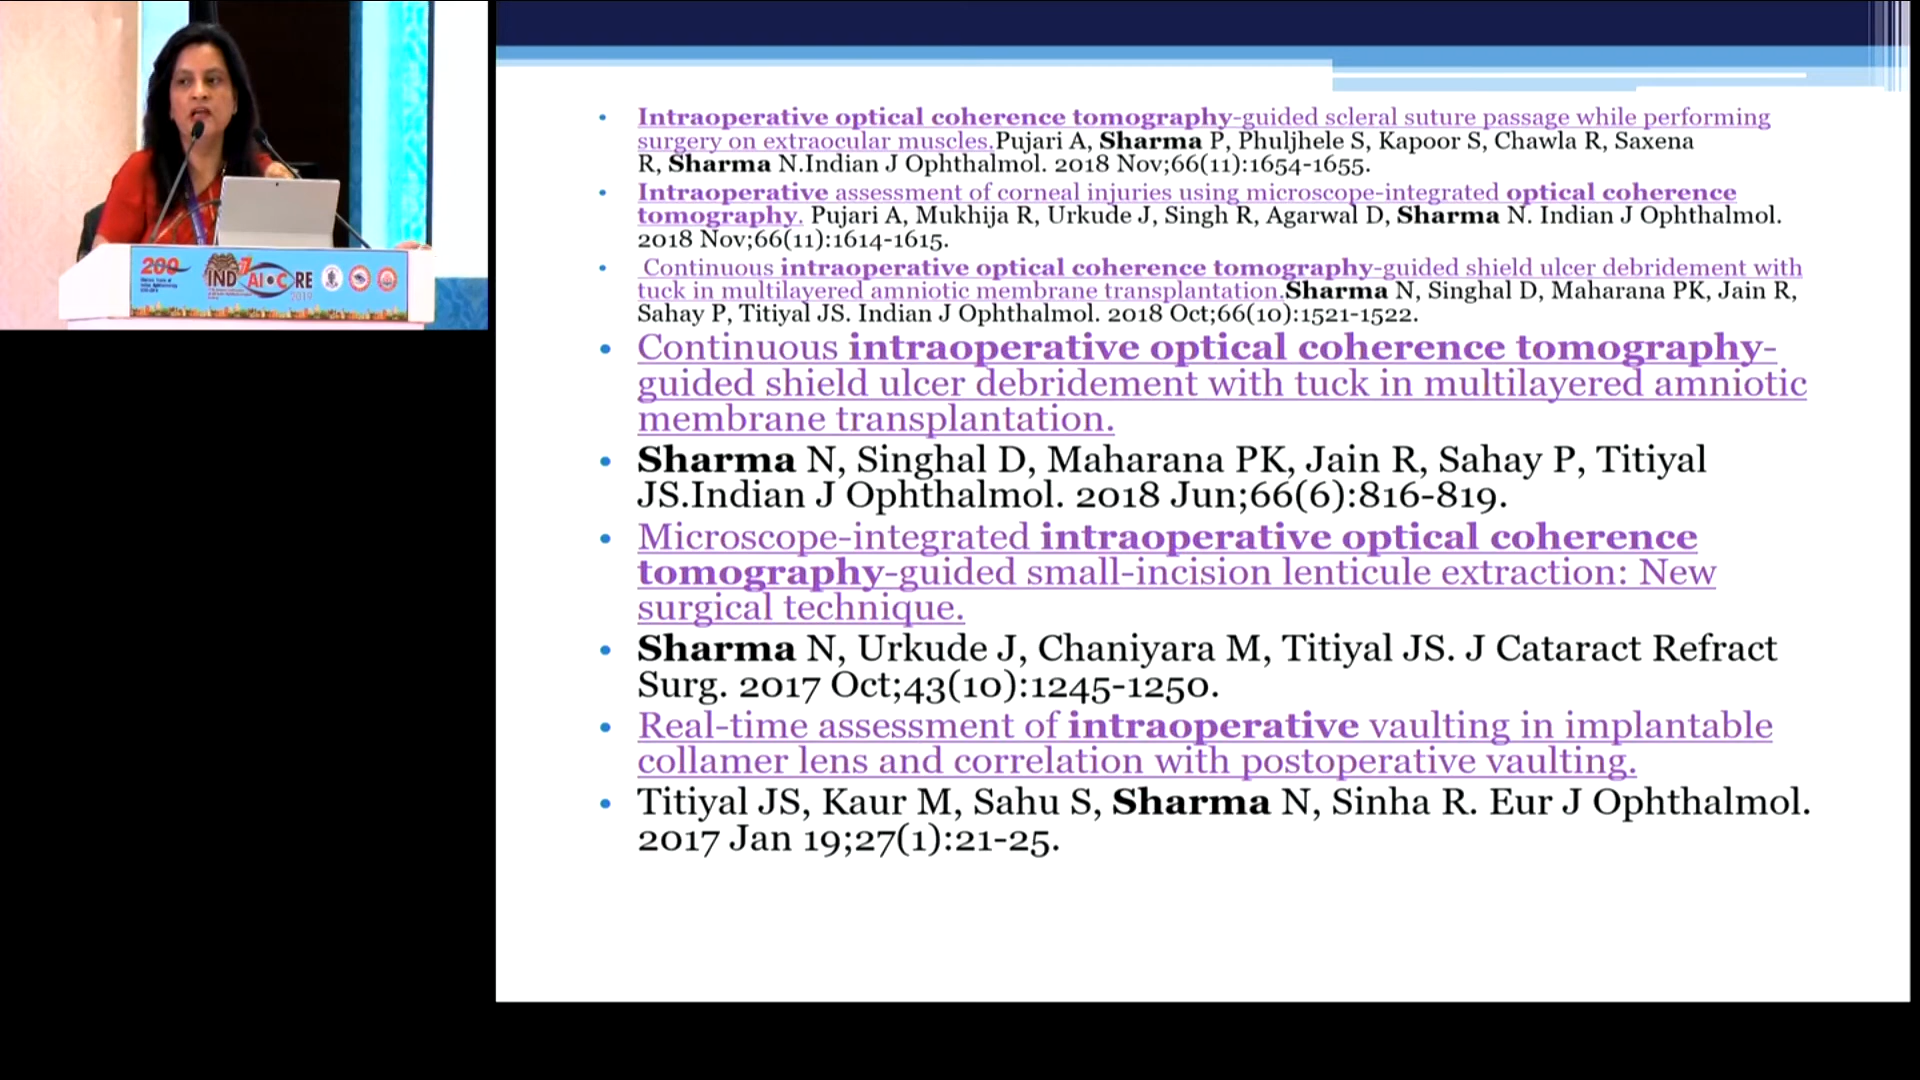 200
IND AIOC RE
2019
• Intraoperative optical coherence tomography-guided scleral suture passage while performing
surgery on extraocular muscles.Pujari A, Sharma P, Phuljhele S, Kapoor S, Chawla R, Saxena
R, Sharma N.Indian J Ophthalmol. 2018 Nov;66(11):1654-1655.
• Intraoperative assessment of corneal injuries using microscope-integrated optical coherence
tomography. Pujari A, Mukhija R, Urkude J, Singh R, Agarwal D, Sharma N. Indian J Ophthalmol.
2018 Nov;66(11):1614-1615.
• Continuous intraoperative optical coherence tomography-guided shield ulcer debridement with
tuck in multilayered amniotic membrane transplantation.Sharma N, Singhal D, Maharana PK, Jain R,
Sahay P, Titiyal JS. Indian J Ophthalmol. 2018 Oct;66(10):1521-1522.
• Continuous intraoperative optical coherence tomography-
guided shield ulcer debridement with tuck in multilayered amniotic
membrane transplantation.
• Sharma N, Singhal D, Maharana PK, Jain R, Sahay P, Titiyal
JS.Indian J Ophthalmol. 2018 Jun;66(6):816-819.
• Microscope-integrated intraoperative optical coherence
tomography-guided small-incision lenticule extraction: New
surgical technique.
• Sharma N, Urkude J, Chaniyara M, Titiyal JS. J Cataract Refract
Surg. 2017 Oct;43(10):1245-1250.
• Real-time assessment of intraoperative vaulting in implantable
collamer lens and correlation with postoperative vaulting.
• Titiyal JS, Kaur M, Sahu S, Sharma N, Sinha R. Eur J Ophthalmol.
2017 Jan 19;27(1):21-25.